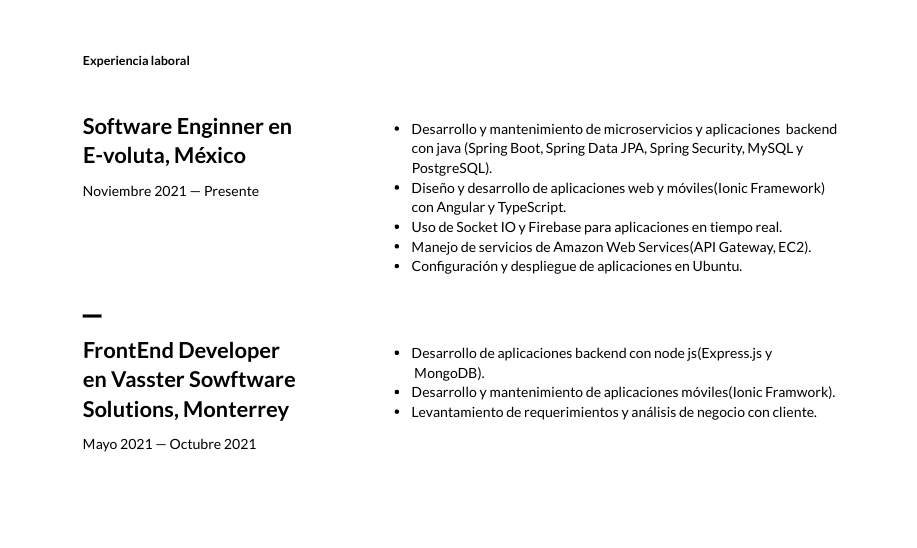 Experiencia laboral
Software Enginner en
E-voluta, México
Noviembre 2021 — Presente
• Desarrollo y mantenimiento de microservicios y aplicaciones  backend
con java (Spring Boot, Spring Data JPA, Spring Security, MySQL y
PostgreSQL).
• Diseño y desarrollo de aplicaciones web y móviles(Ionic Framework)
con Angular y TypeScript.
• Uso de Socket IO y Firebase para aplicaciones en tiempo real.
• Manejo de servicios de Amazon Web Services(API Gateway, EC2).
• Configuración y despliegue de aplicaciones en Ubuntu.
—
FrontEnd Developer
en Vasster Sowftware
Solutions, Monterrey
Mayo 2021 — Octubre 2021
• Desarrollo de aplicaciones backend con node js(Express.js y
MongoDB).
• Desarrollo y mantenimiento de aplicaciones móviles(Ionic Framwork).
• Levantamiento de requerimientos y análisis de negocio con cliente.